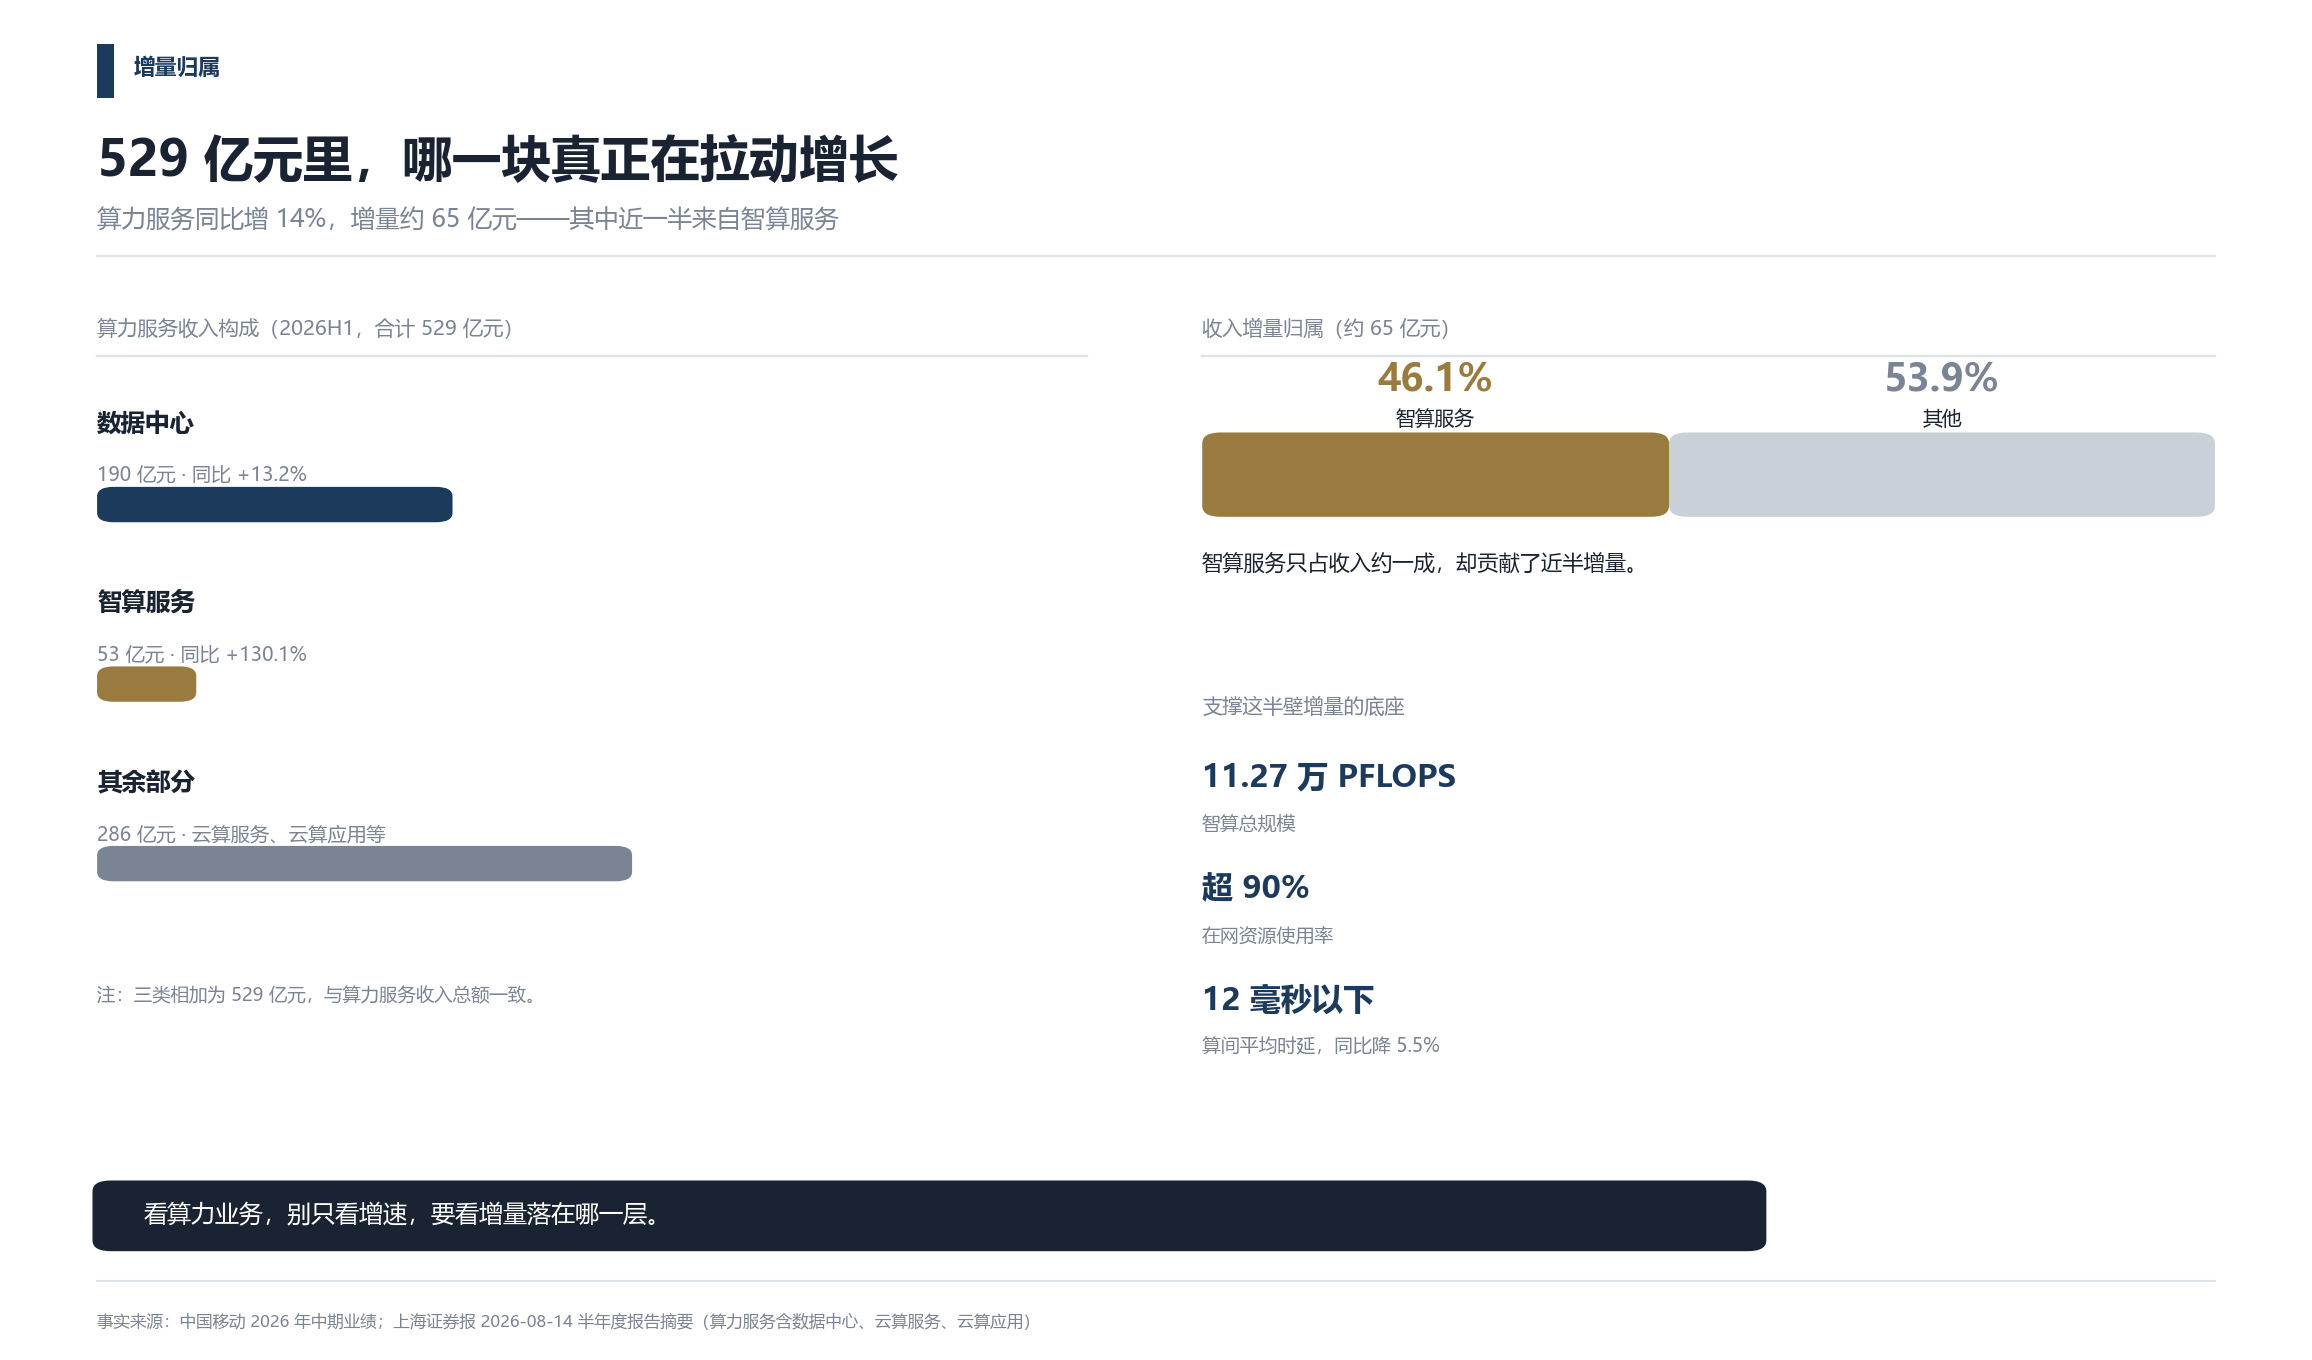 增量归属
529 亿元里，哪一块真正在拉动增长
算力服务同比增 14%，增量约 65 亿元——其中近一半来自智算服务
算力服务收入构成（2026H1，合计 529 亿元）
数据中心
190 亿元 · 同比 +13.2%
智算服务
53 亿元 · 同比 +130.1%
其余部分
286 亿元 · 云算服务、云算应用等
注：三类相加为 529 亿元，与算力服务收入总额一致。
收入增量归属（约 65 亿元）
46.1%
智算服务
53.9%
其他
智算服务只占收入约一成，却贡献了近半增量。
支撑这半壁增量的底座
11.27 万 PFLOPS
智算总规模
超 90%
在网资源使用率
12 毫秒以下
算间平均时延，同比降 5.5%
看算力业务，别只看增速，要看增量落在哪一层。
事实来源：中国移动 2026 年中期业绩；上海证券报 2026-08-14 半年度报告摘要（算力服务含数据中心、云算服务、云算应用）